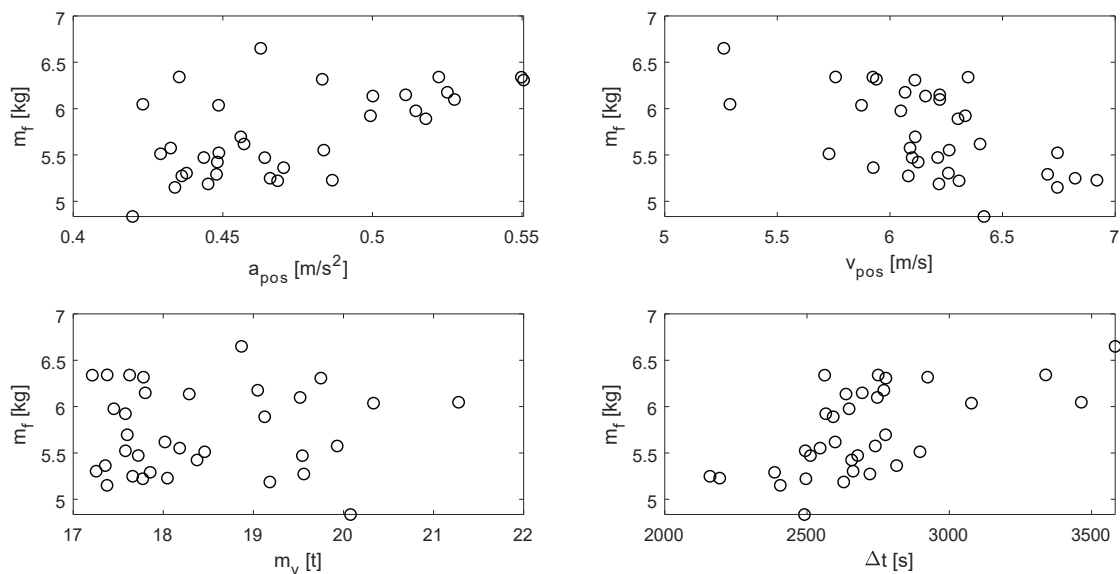 7
6.5
6
5.5
5
m_f [kg]
0.4 0.45 0.5 0.55
a_pos [m/s²]
7
6.5
6
5.5
5
m_f [kg]
5 5.5 6 6.5 7
v_pos [m/s]
7
6.5
6
5.5
5
m_f [kg]
17 18 19 20 21 22
m_v [t]
7
6.5
6
5.5
5
m_f [kg]
2000 2500 3000 3500
Δt [s]